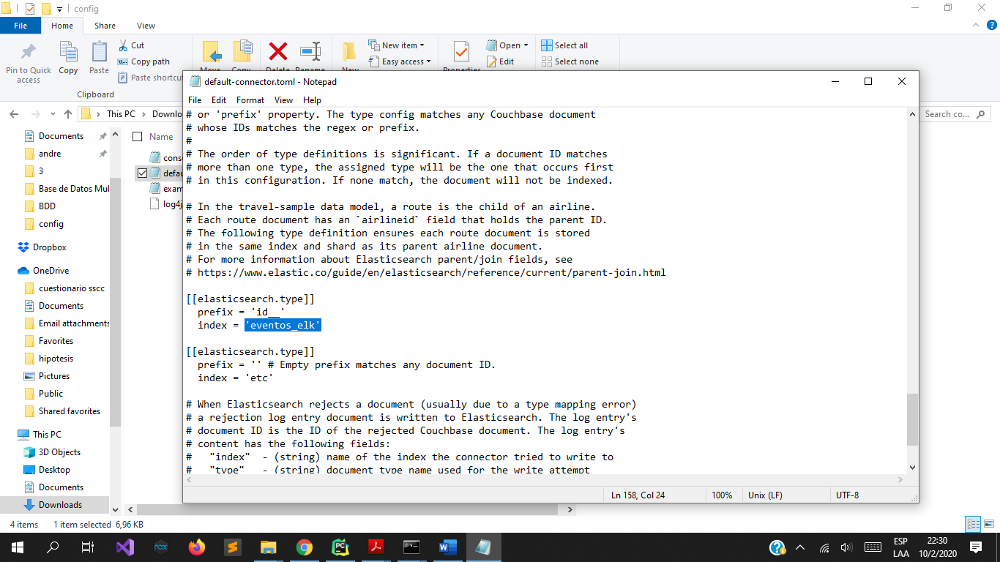 config
File
Home
Share
View
Pin to Quick access
Copy
Paste
Cut
Copy path
Paste shortcut
Clipboard
Move
Copy
Delete
Rename
New
New item
Easy access
Properties
Open
Edit
Select all
Select none
This PC
Downlo
Search co...
Documents
andre
3
Base de Datos Mul
BDD
config
Dropbox
OneDrive
cuestionario sscc
Documents
Email attachments
Favorites
hipotesis
Pictures
Public
Shared favorites
This PC
3D Objects
Desktop
Documents
Downloads
Name
consu
defau
exam
log4j
default-connector.toml - Notepad
File Edit Format View Help
# or 'prefix' property. The type config matches any Couchbase document
# whose IDs matches the regex or prefix.
#
# The order of type definitions is significant. If a document ID matches
# more than one type, the assigned type will be the one that occurs first
# in this configuration. If none match, the document will not be indexed.
# In the travel-sample data model, a route is the child of an airline.
# Each route document has an `airlineid` field that holds the parent ID.
# The following type definition ensures each route document is stored
# in the same index and shard as its parent airline document.
# For more information about Elasticsearch parent/join fields, see
# https://www.elastic.co/guide/en/elasticsearch/reference/current/parent-join.html
[[elasticsearch.type]]
prefix = 'id__'
index = 'eventos_elk'
[[elasticsearch.type]]
prefix = '' # Empty prefix matches any document ID.
index = 'etc'
# When Elasticsearch rejects a document (usually due to a type mapping error)
# a rejection log entry document is written to Elasticsearch. The log entry's
# document ID is the ID of the rejected Couchbase document. The log entry's
# content has the following fields:
#   "index"  - (string) name of the index the connector tried to write to
#   "type"   - (string) document type name used for the write attempt
Ln 158, Col 24
100%
Unix (LF)
UTF-8
4 items
1 item selected 6,96 KB
ESP
LAA
22:30
10/2/2020